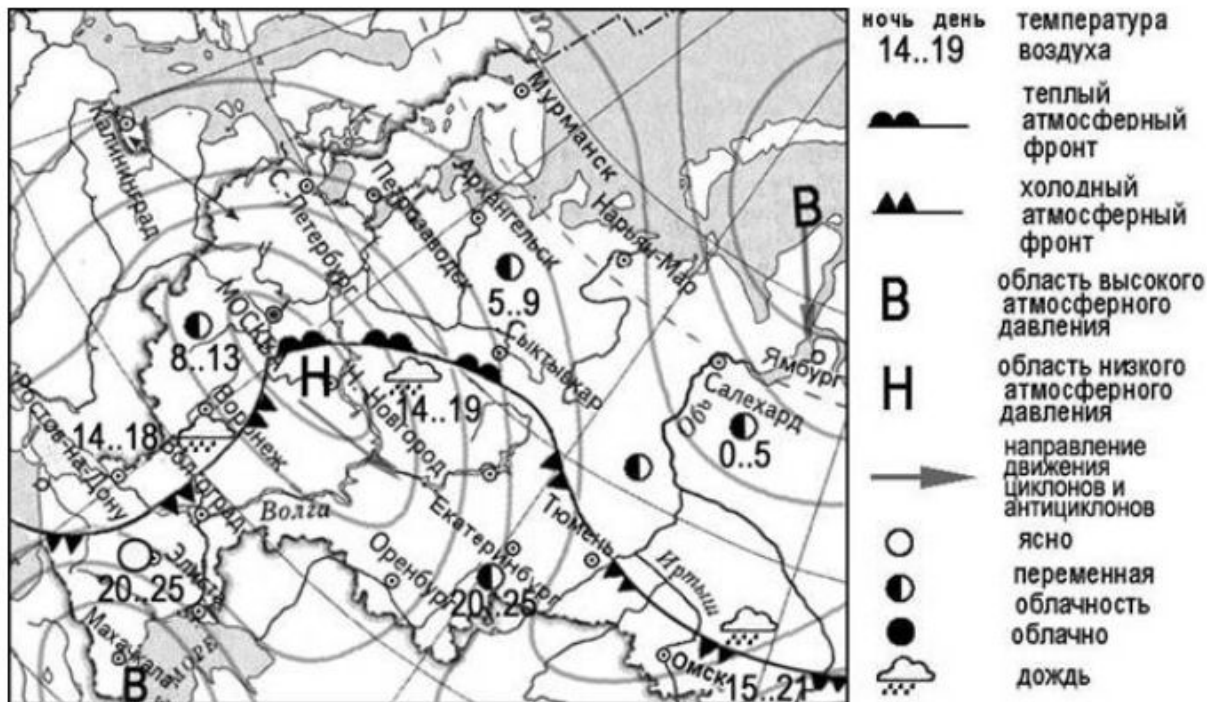 Мурманск
Калининград
С. Петербург
Петрозаводск
Архангельск
Нарьян-Мар
В
5..9
МОСКВА
8..13
Н
Н. Новгород
14..19
Сыктывкар
Ямбург
Салехард
Обь
0..5
Воронеж
14..18
Ростов-на-Дону
Волгоград
Волга
Екатеринбург
Тюмень
Иртыш
Оренбург
20..25
20..25
Махачкала
МОРЕ
В
Омск
15..21
ночь день температура
14..19 воздуха
теплый
атмосферный
фронт
холодный
атмосферный
фронт
В
область высокого
атмосферного
давления
Н
область низкого
атмосферного
давления
направление
движения
циклонов и
антициклонов
ясно
переменная
облачность
облачно
дождь